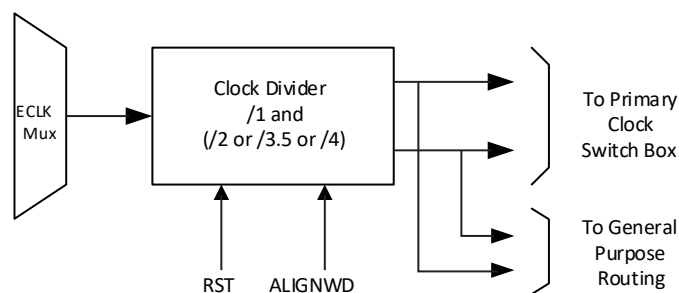 ECLK
Mux
Clock Divider
/1 and
(/2 or /3.5 or /4)
To Primary
Clock
Switch Box
To General
Purpose
Routing
RST
ALIGNWD